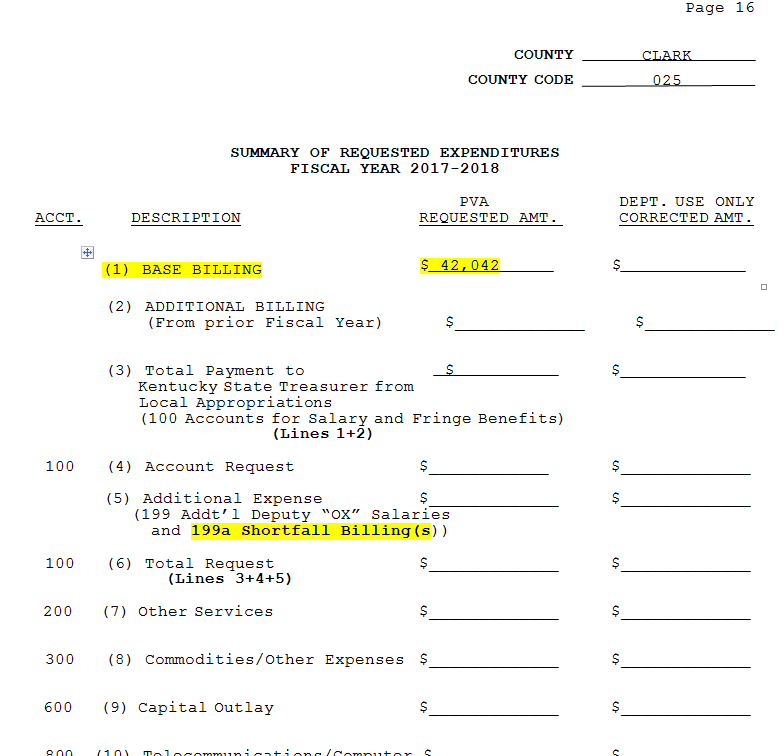 Page 16
COUNTY CLARK
COUNTY CODE 025
SUMMARY OF REQUESTED EXPENDITURES
FISCAL YEAR 2017-2018
PVA DEPT. USE ONLY
ACCT. DESCRIPTION REQUESTED AMT. CORRECTED AMT.
(1) BASE BILLING $ 42,042 $
(2) ADDITIONAL BILLING
(From prior Fiscal Year) $ $
(3) Total Payment to $ $
Kentucky State Treasurer from
Local Appropriations
(100 Accounts for Salary and Fringe Benefits)
(Lines 1+2)
100 (4) Account Request $ $
(5) Additional Expense $ $
(199 Addt’l Deputy “OX” Salaries
and 199a Shortfall Billing(s))
100 (6) Total Request $ $
(Lines 3+4+5)
200 (7) Other Services $ $
300 (8) Commodities/Other Expenses $ $
600 (9) Capital Outlay $ $
800 (10) Telecommunications/Computer $ $